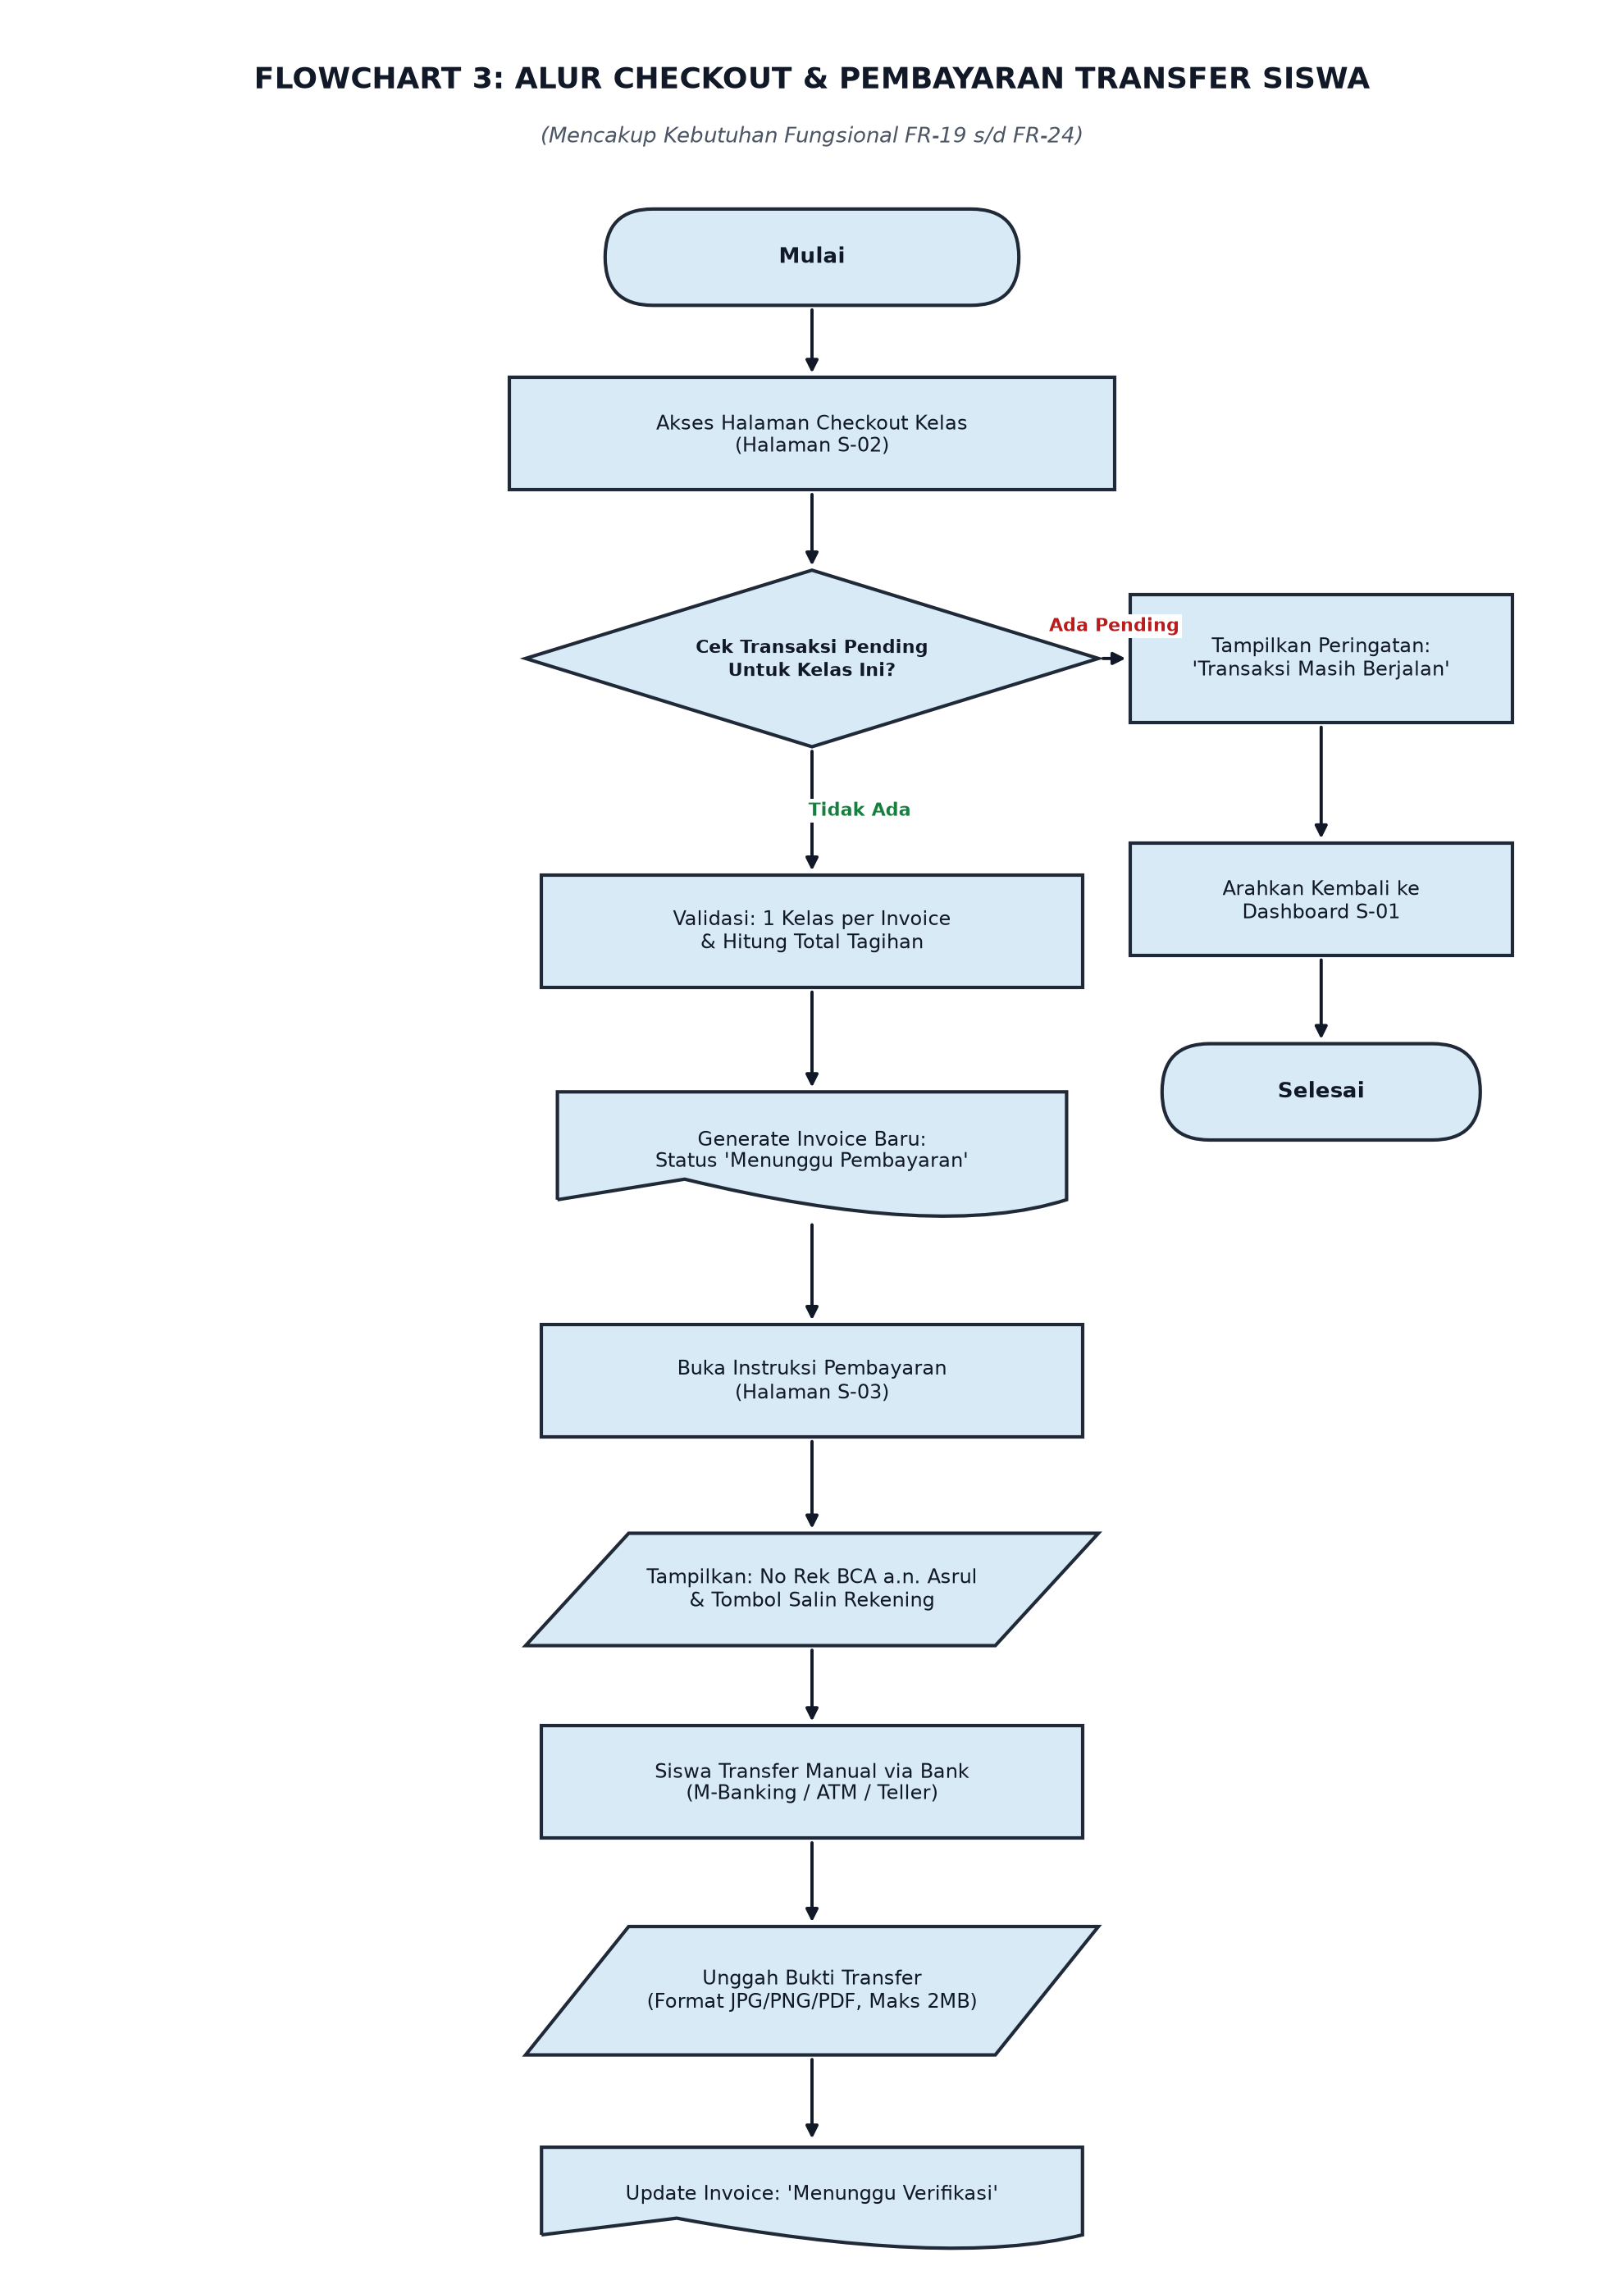 FLOWCHART 3: ALUR CHECKOUT & PEMBAYARAN TRANSFER SISWA
(Mencakup Kebutuhan Fungsional FR-19 s/d FR-24)
Mulai
Akses Halaman Checkout Kelas
(Halaman S-02)
Cek Transaksi Pending
Untuk Kelas Ini?
Ada Pending
Tampilkan Peringatan:
'Transaksi Masih Berjalan'
Tidak Ada
Arahkan Kembali ke
Dashboard S-01
Selesai
Validasi: 1 Kelas per Invoice
& Hitung Total Tagihan
Generate Invoice Baru:
Status 'Menunggu Pembayaran'
Buka Instruksi Pembayaran
(Halaman S-03)
Tampilkan: No Rek BCA a.n. Asrul
& Tombol Salin Rekening
Siswa Transfer Manual via Bank
(M-Banking / ATM / Teller)
Unggah Bukti Transfer
(Format JPG/PNG/PDF, Maks 2MB)
Update Invoice: 'Menunggu Verifikasi'